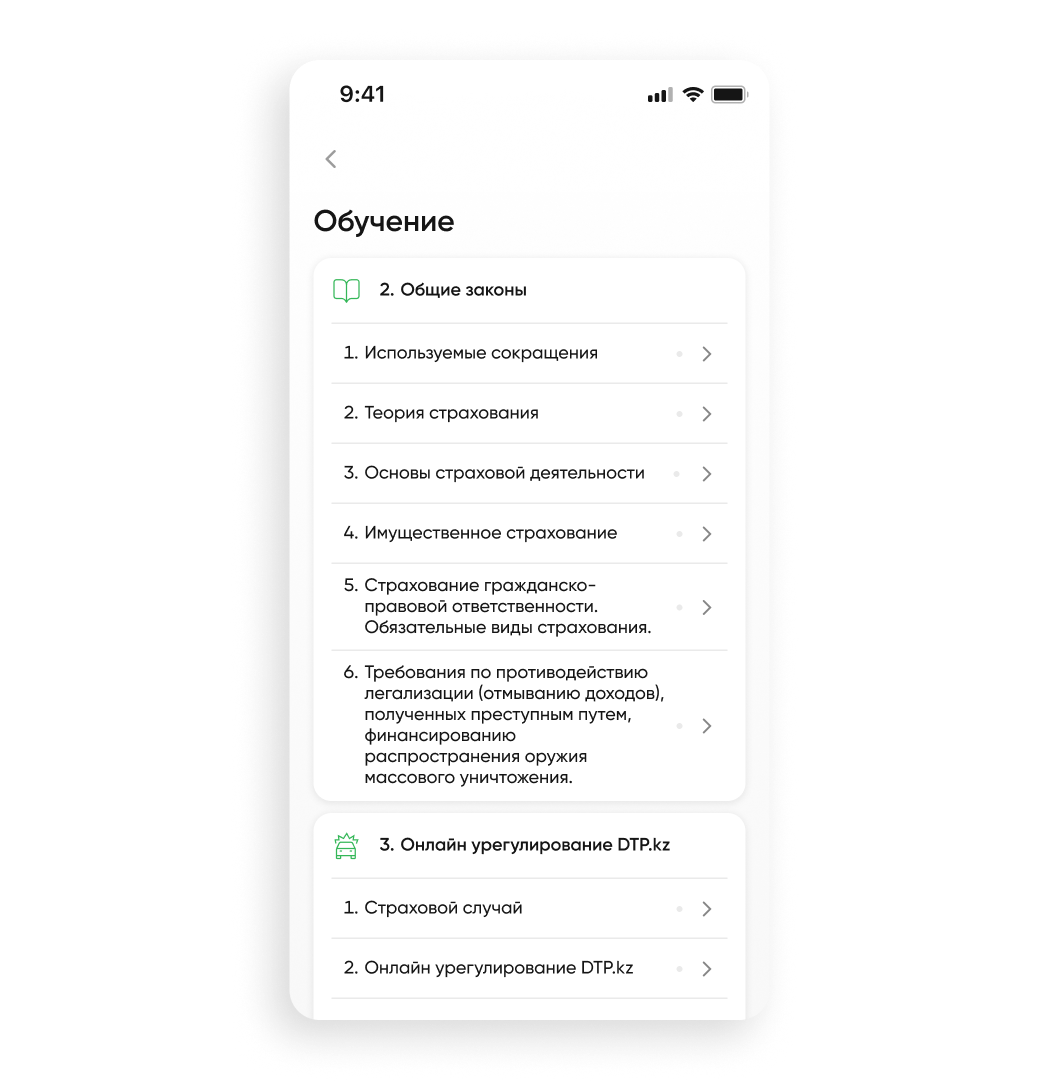 9:41
Обучение
2. Общие законы
1. Используемые сокращения
2. Теория страхования
3. Основы страховой деятельности
4. Имущественное страхование
5. Страхование гражданско-
правовой ответственности.
Обязательные виды страхования.
6. Требования по противодействию
легализации (отмыванию доходов),
полученных преступным путем,
финансированию
распространения оружия
массового уничтожения.
3. Онлайн урегулирование DTP.kz
1. Страховой случай
2. Онлайн урегулирование DTP.kz